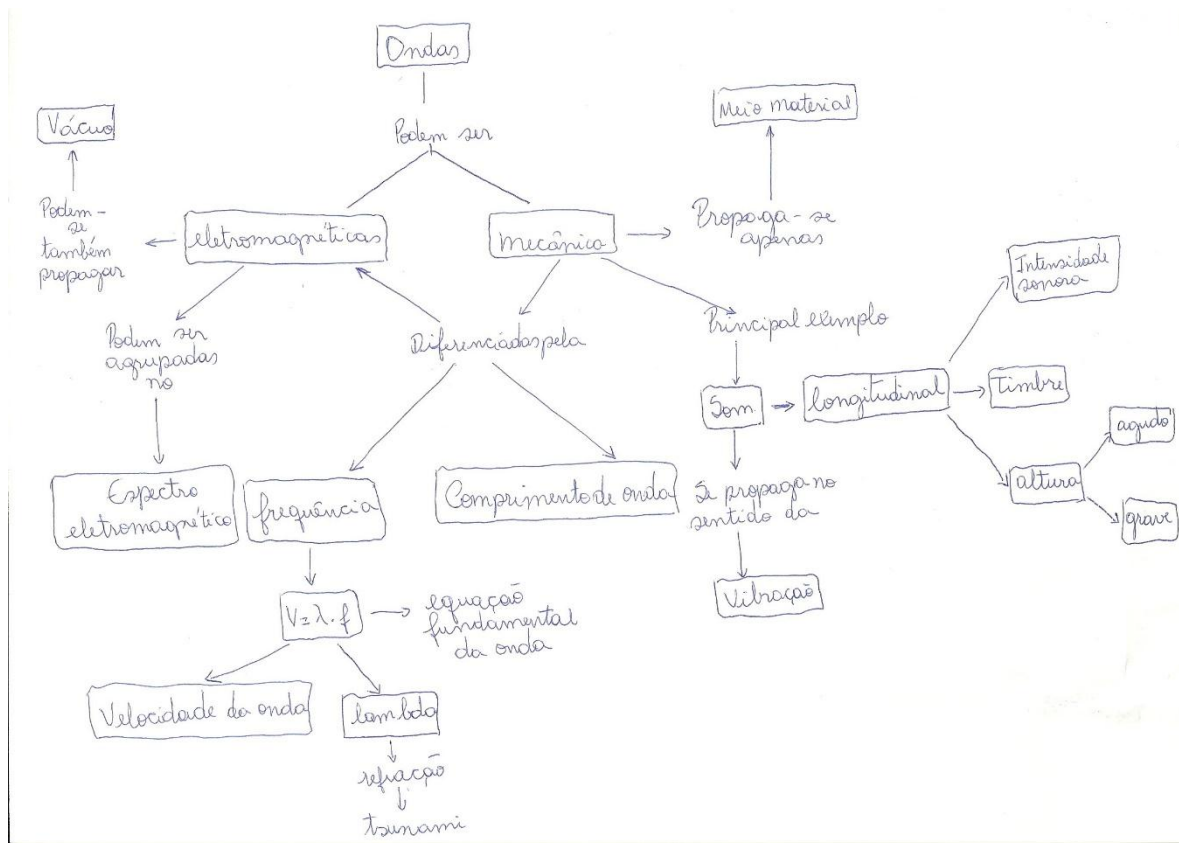 Ondas
Podem ser
Vácuo
Podem-
se
também
propagar
eletromagnéticas
mecânica
Propaga-se
apenas
Meio material
Podem ser
agrupadas
no
Espectro
eletromagnético
Diferenciadas pela
frequência
Comprimento de onda
V=λ.f
equação
fundamental
da onda
Velocidade da onda
lambda
refração
tsunami
Principal exemplo
Som
Se propaga no
sentido da
Vibração
longitudinal
Intensidade
sonora
Timbre
altura
agudo
grave